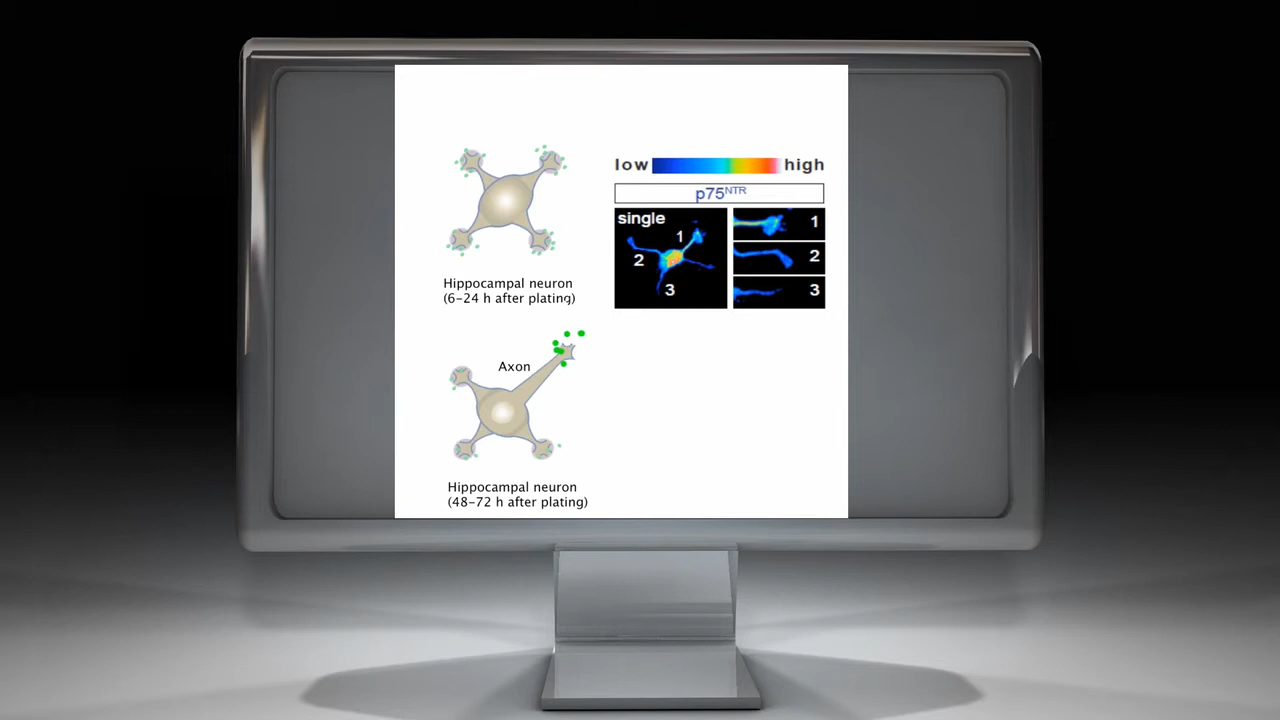 low high
p75NTR
single
1
2
3
1
2
3
Hippocampal neuron
(6-24 h after plating)
Axon
Hippocampal neuron
(48-72 h after plating)